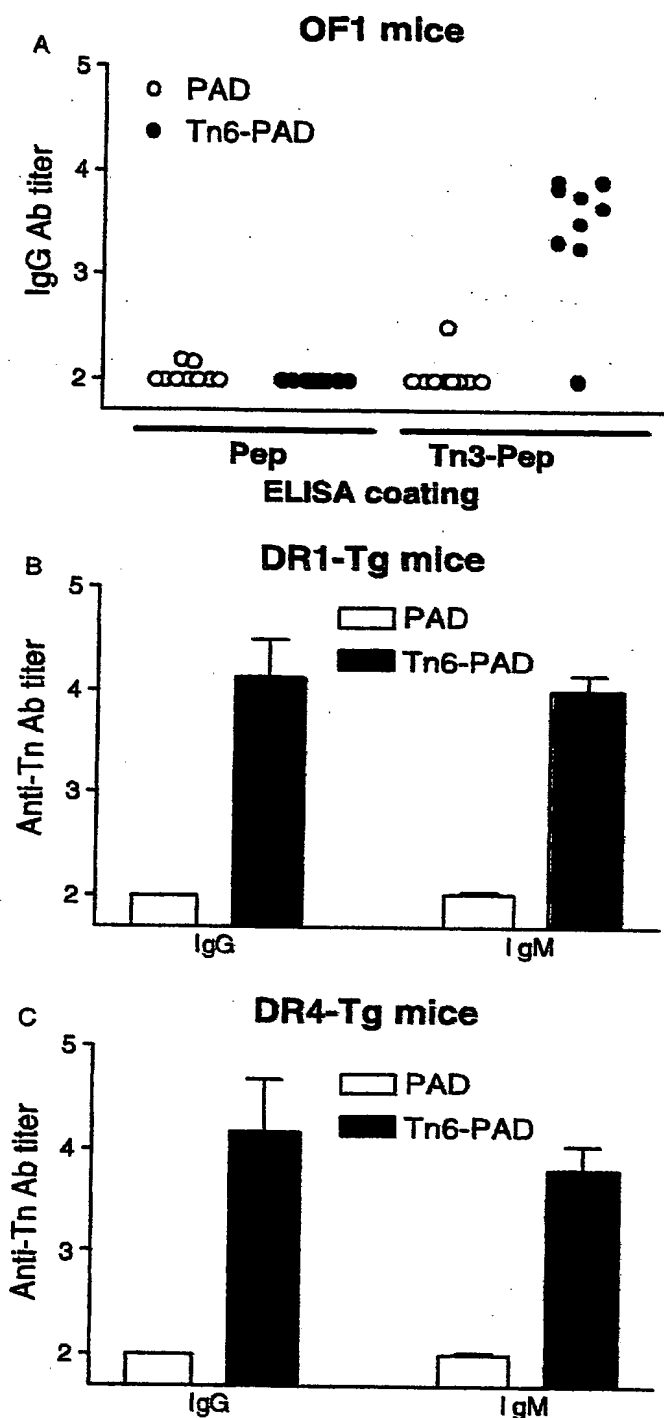 A
OF1 mice
5
4
3
2
IgG Ab titer
PAD
Tn6-PAD
Pep
Tn3-Pep
ELISA coating
B
DR1-Tg mice
5
4
3
2
Anti-Tn Ab titer
PAD
Tn6-PAD
IgG
IgM
C
DR4-Tg mice
5
4
3
2
Anti-Tn Ab titer
PAD
Tn6-PAD
IgG
IgM